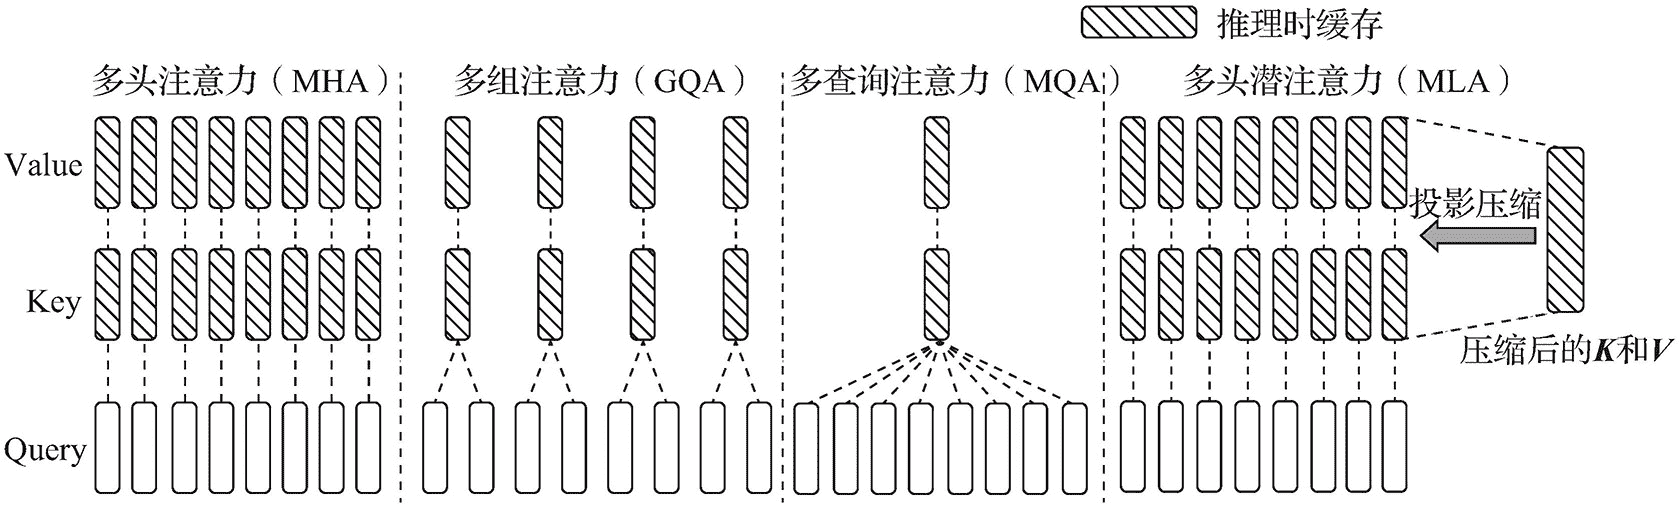 推理时缓存
多头注意力（MHA）
多组注意力（GQA）
多查询注意力（MQA）
多头潜注意力（MLA）
Value
投影压缩
Key
压缩后的K和V
Query